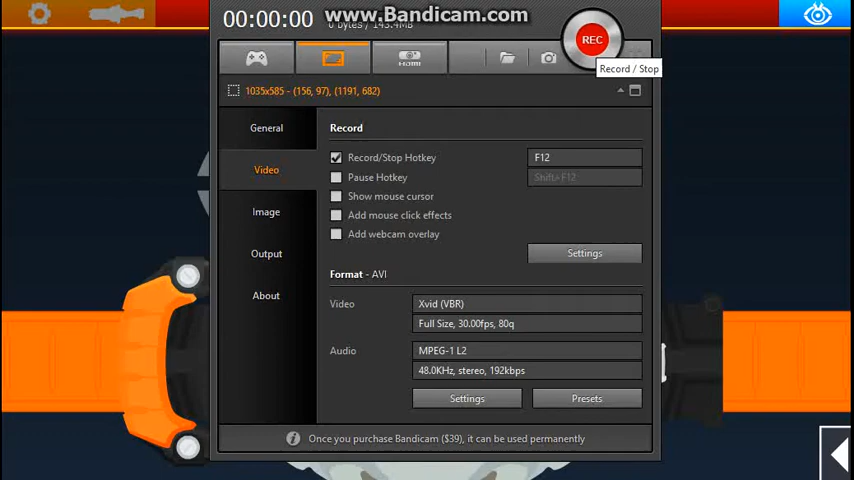 www.Bandicam.com
00:00:00
0 bytes / 143.4MB
REC
Record / Stop
HDMI
1035x585 - (156, 97), (1191, 682)
General
Video
Image
Output
About
Record
Record/Stop Hotkey
F12
Pause Hotkey
Shift+F12
Show mouse cursor
Add mouse click effects
Add webcam overlay
Settings
Format - AVI
Video
Xvid (VBR)
Full Size, 30.00fps, 80q
Audio
MPEG-1 L2
48.0KHz, stereo, 192kbps
Settings
Presets
Once you purchase Bandicam ($39), it can be used permanently